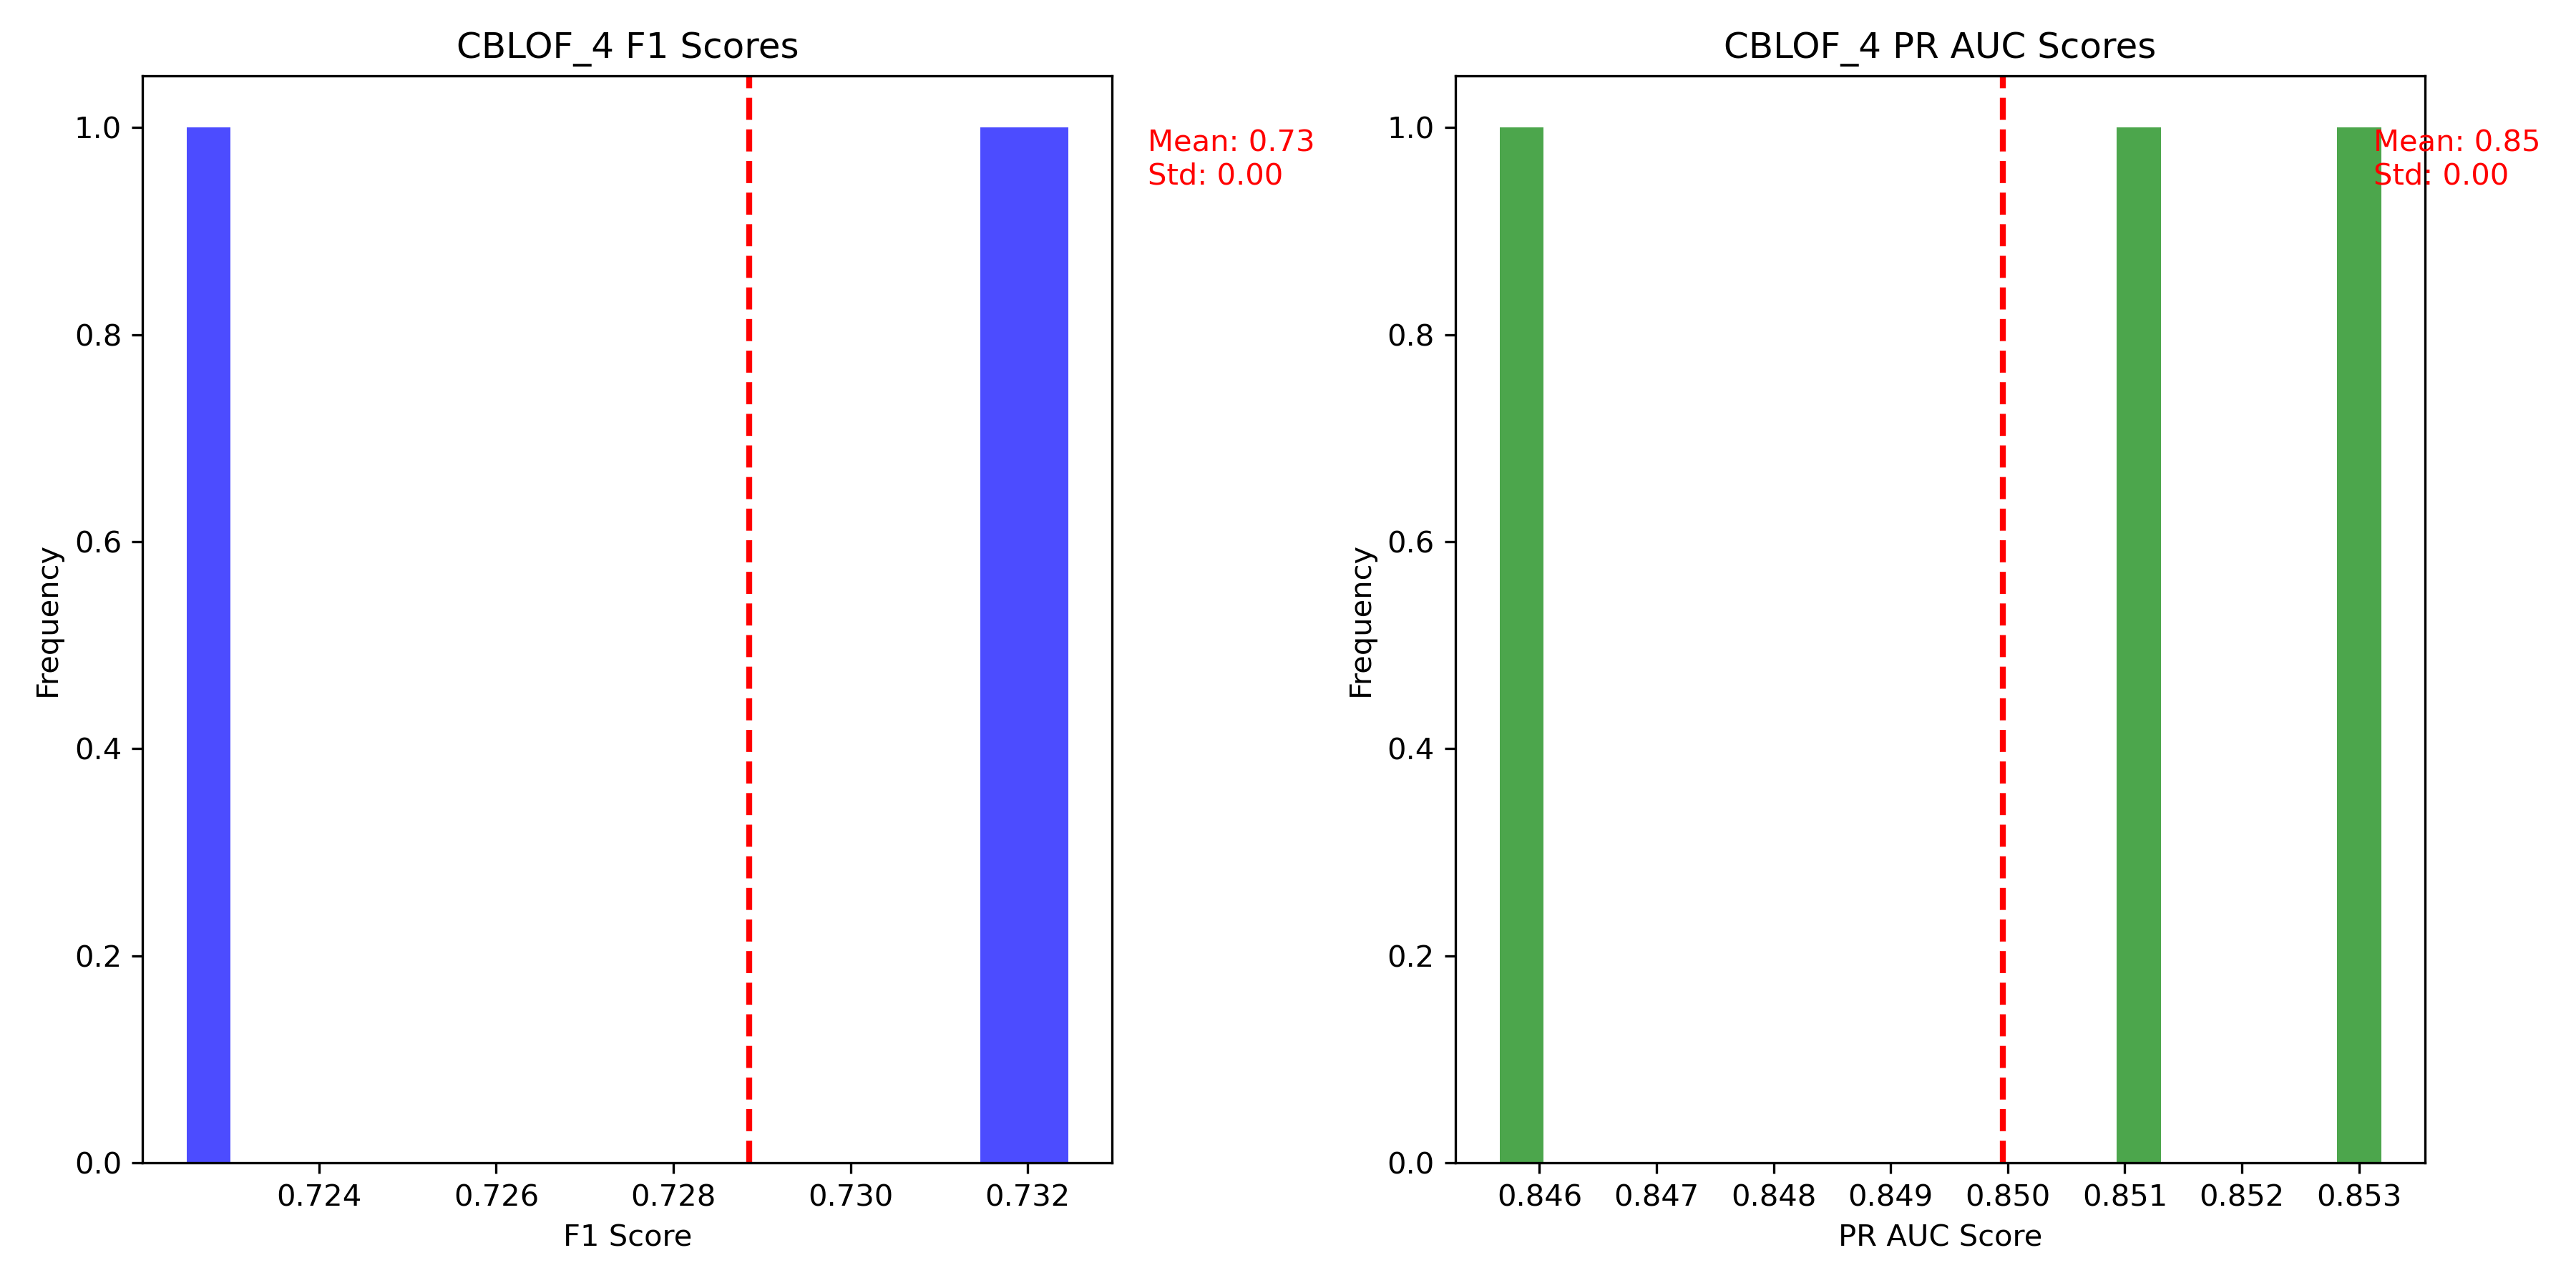 CBLOF_4 F1 Scores
1.0
0.8
0.6
0.4
0.2
0.0
Frequency
0.724 0.726 0.728 0.730 0.732
F1 Score
Mean: 0.73
Std: 0.00
CBLOF_4 PR AUC Scores
1.0
0.8
0.6
0.4
0.2
0.0
Frequency
0.846 0.847 0.848 0.849 0.850 0.851 0.852 0.853
PR AUC Score
Mean: 0.85
Std: 0.00